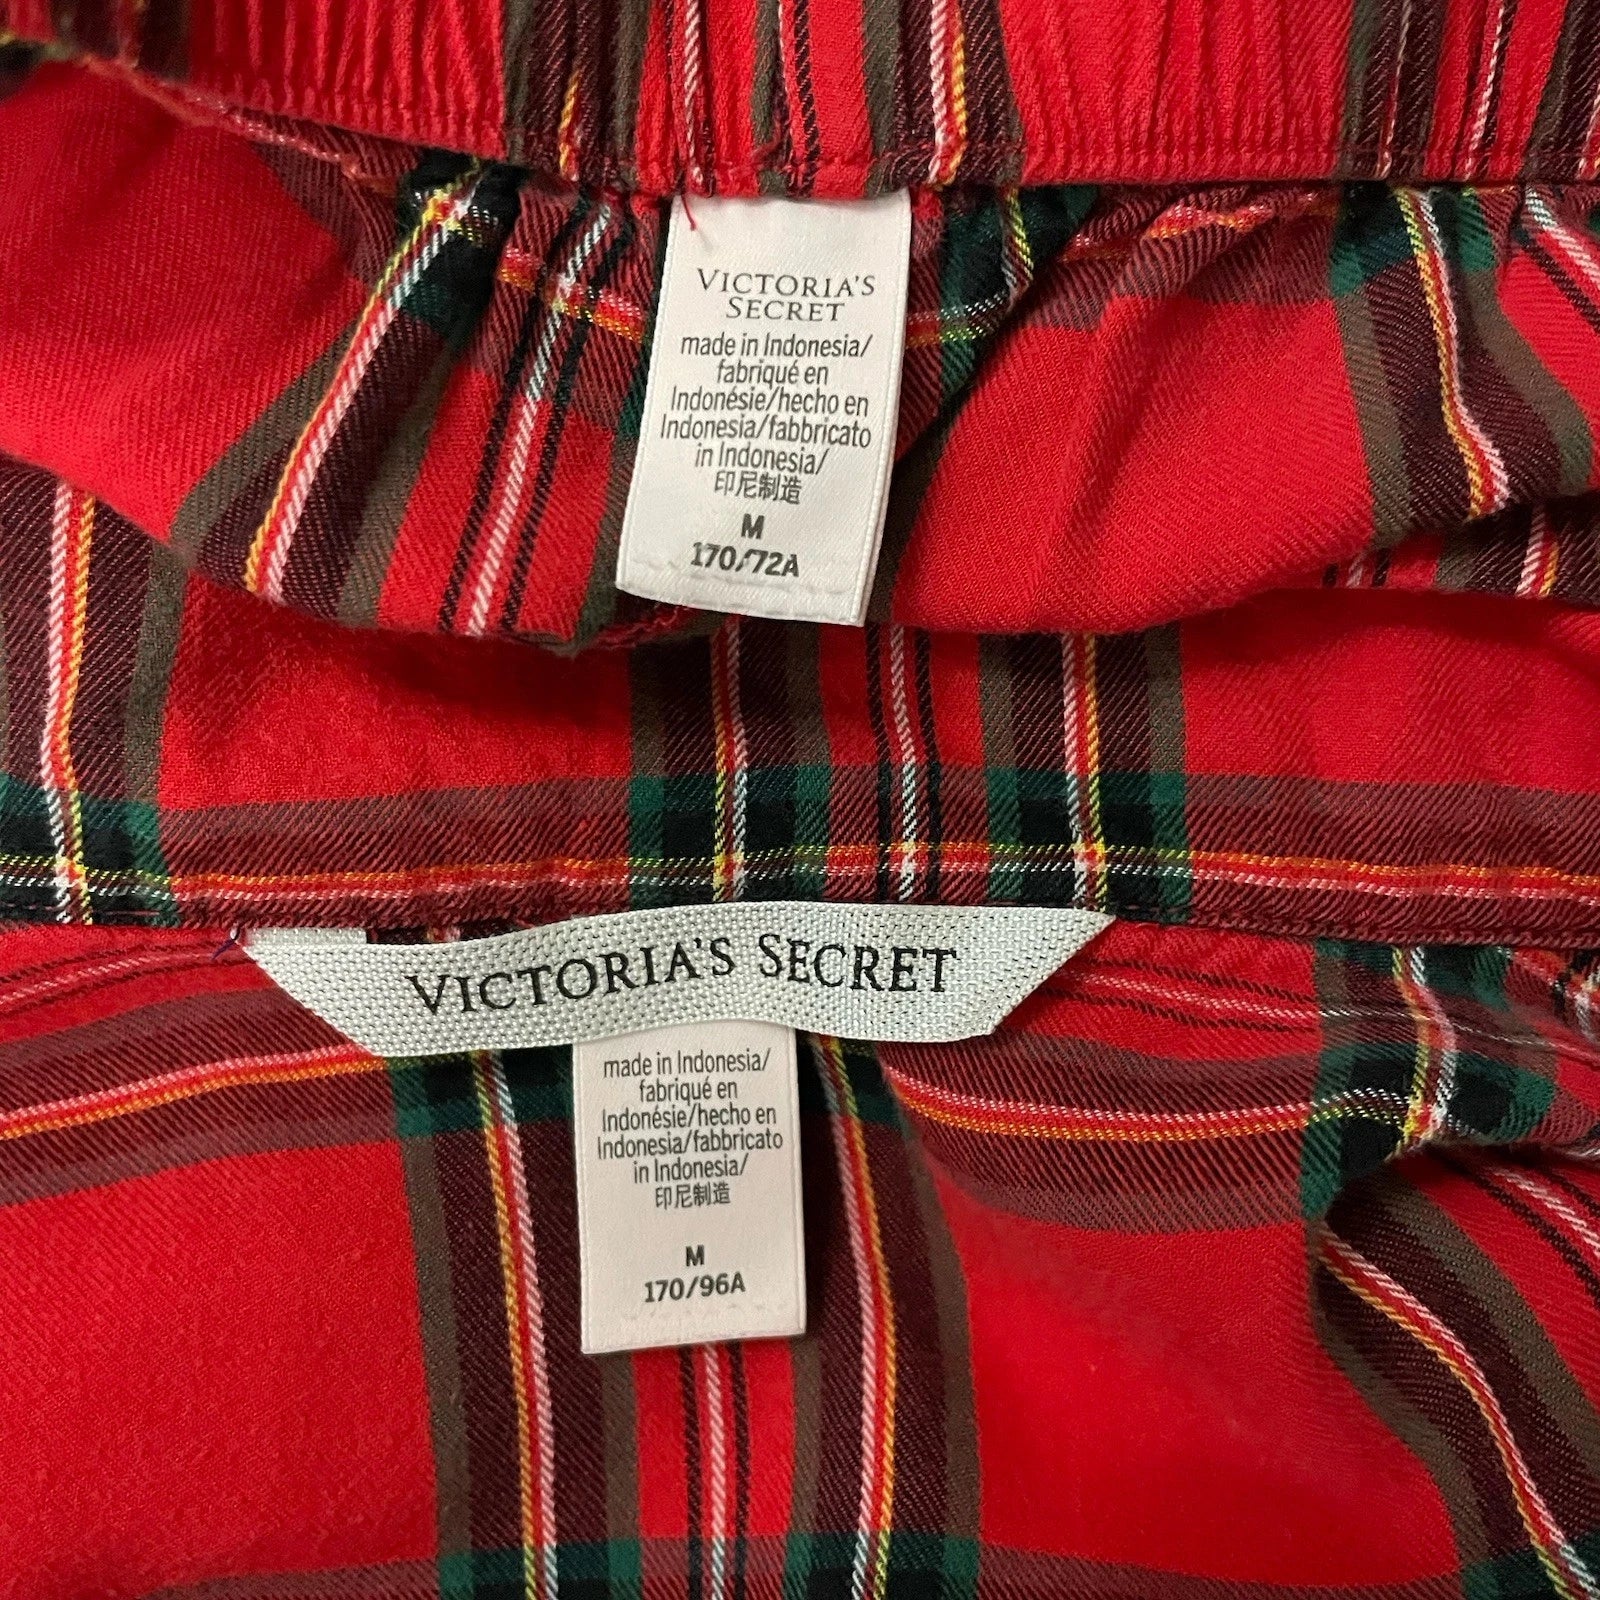 VICTORIA'S
SECRET
made in Indonesia/
fabriqué en
Indonésie/hecho en
Indonesia/fabbricato
in Indonesia/
印尼制造
M
170/72A
VICTORIA'S SECRET
made in Indonesia/
fabriqué en
Indonésie/hecho en
Indonesia/fabbricato
in Indonesia/
印尼制造
M
170/96A